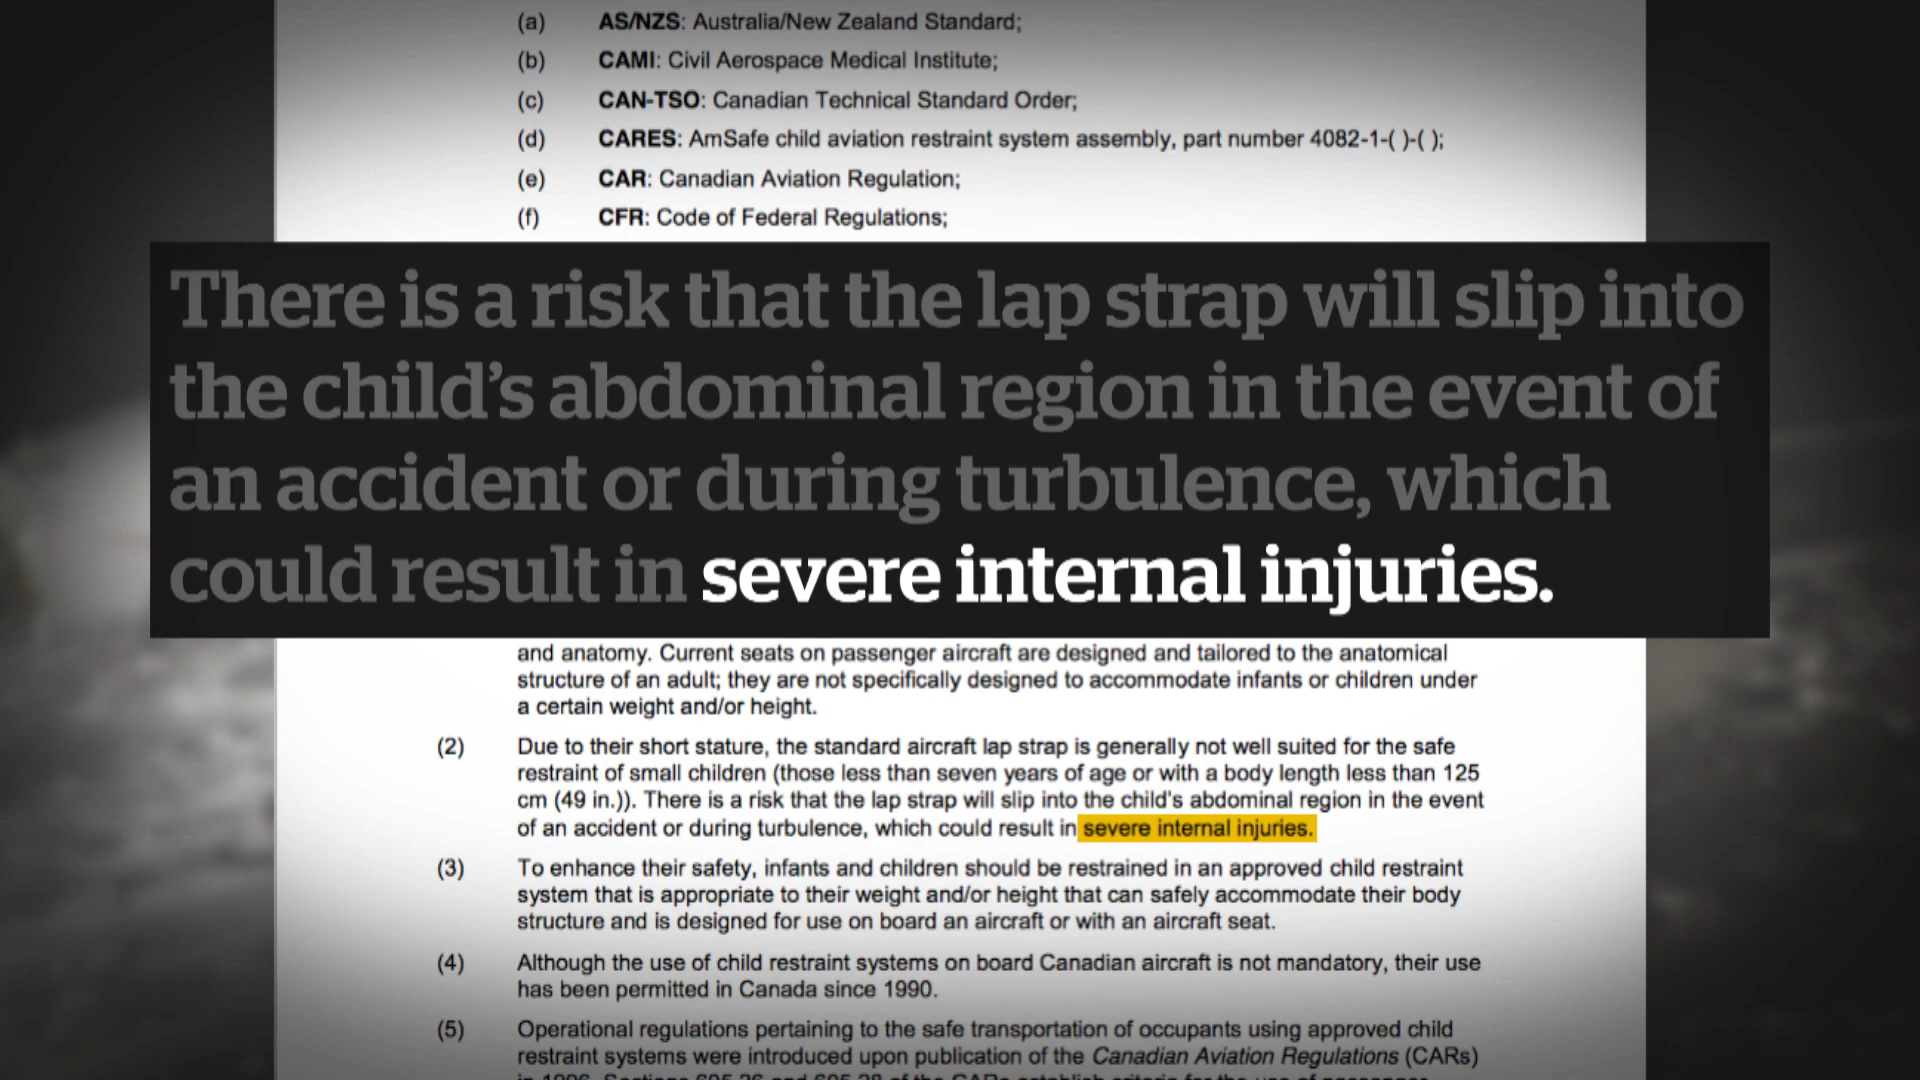 (a) AS/NZS: Australia/New Zealand Standard;
(b) CAMI: Civil Aerospace Medical Institute;
(c) CAN-TSO: Canadian Technical Standard Order;
(d) CARES: AmSafe child aviation restraint system assembly, part number 4082-1-( )-( );
(e) CAR: Canadian Aviation Regulation;
(f) CFR: Code of Federal Regulations;
There is a risk that the lap strap will slip into
the child’s abdominal region in the event of
an accident or during turbulence, which
could result in severe internal injuries.
and anatomy. Current seats on passenger aircraft are designed and tailored to the anatomical
structure of an adult; they are not specifically designed to accommodate infants or children under
a certain weight and/or height.
(2) Due to their short stature, the standard aircraft lap strap is generally not well suited for the safe
restraint of small children (those less than seven years of age or with a body length less than 125
cm (49 in.)). There is a risk that the lap strap will slip into the child's abdominal region in the event
of an accident or during turbulence, which could result in severe internal injuries.
(3) To enhance their safety, infants and children should be restrained in an approved child restraint
system that is appropriate to their weight and/or height that can safely accommodate their body
structure and is designed for use on board an aircraft or with an aircraft seat.
(4) Although the use of child restraint systems on board Canadian aircraft is not mandatory, their use
has been permitted in Canada since 1990.
(5) Operational regulations pertaining to the safe transportation of occupants using approved child
restraint systems were introduced upon publication of the Canadian Aviation Regulations (CARs)